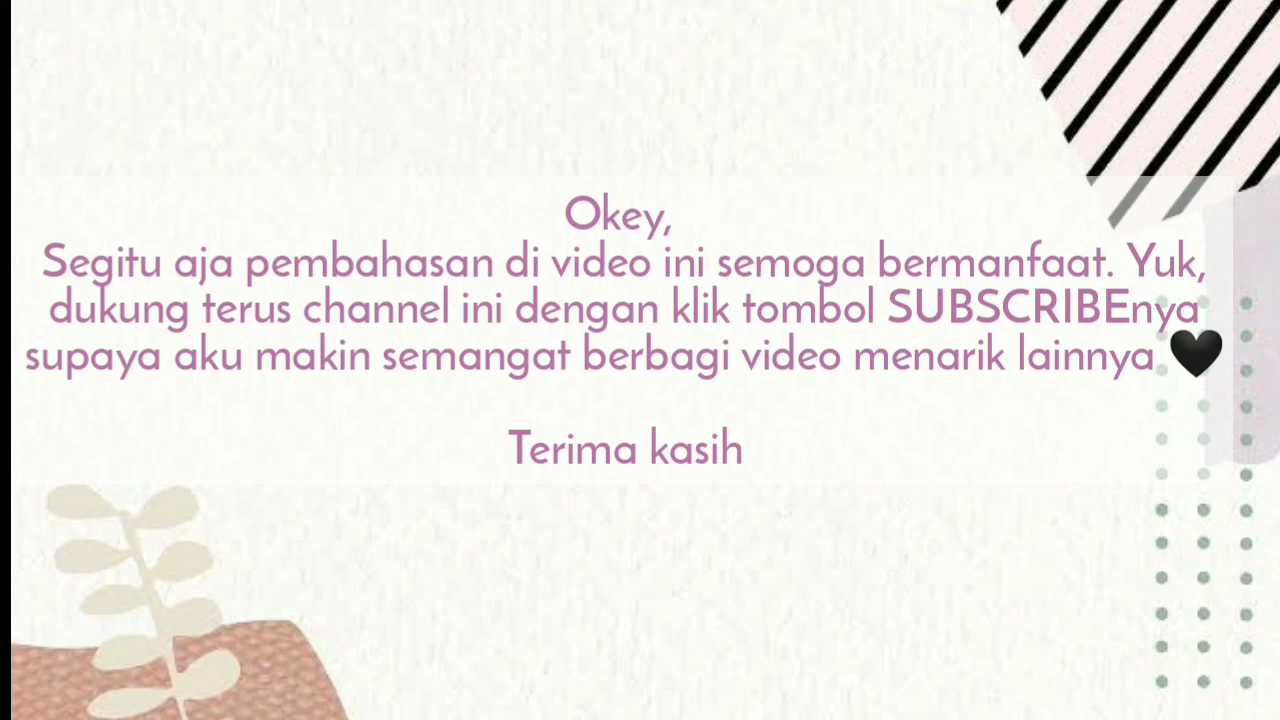 Okey,
Segitu aja pembahasan di video ini semoga bermanfaat. Yuk,
dukung terus channel ini dengan klik tombol SUBSCRIBEnya
supaya aku makin semangat berbagi video menarik lainnya 🖤
Terima kasih